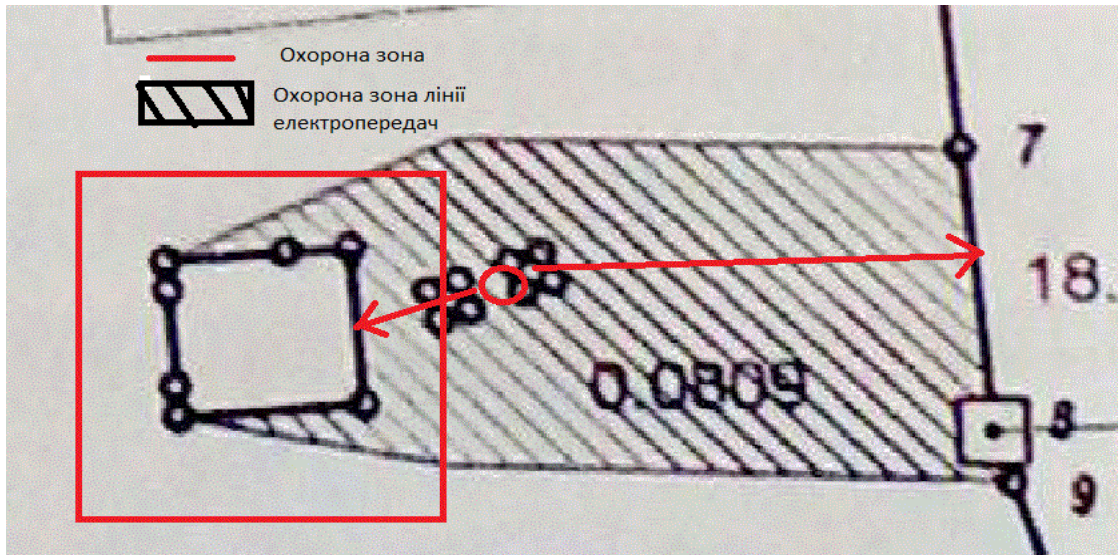 Охорона зона
Охорона зона лінії
електропередач
7
18.
0.0809
8
9